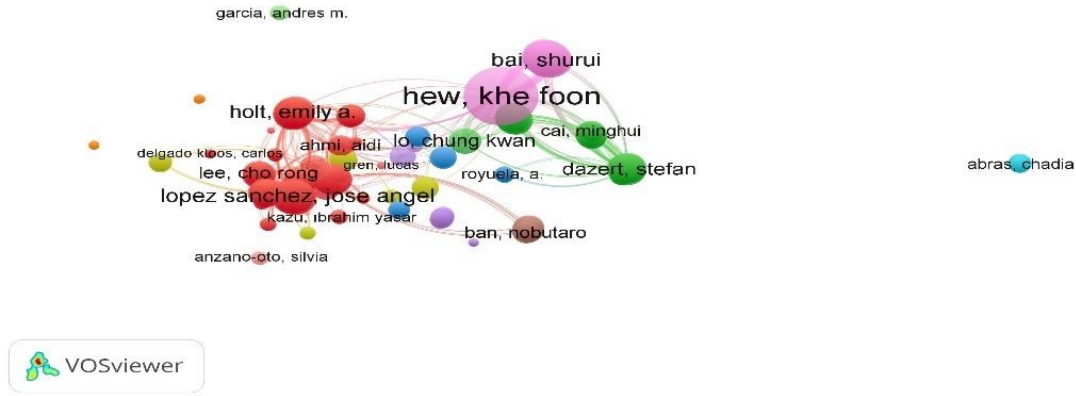 garcia, andres m.
bai, shurui
hew, khe foon
holt, emily a.
cai, minghui
lo, chung kwan
ahmi, aidi
delgado kloos, carlos
gren, lucas
abras, chadia
lee, cho rong
royuela, a.
dazert, stefan
lopez sanchez, jose angel
kazu, ibrahim yasar
ban, nobutaro
anzano-oto, silvia
VOSviewer